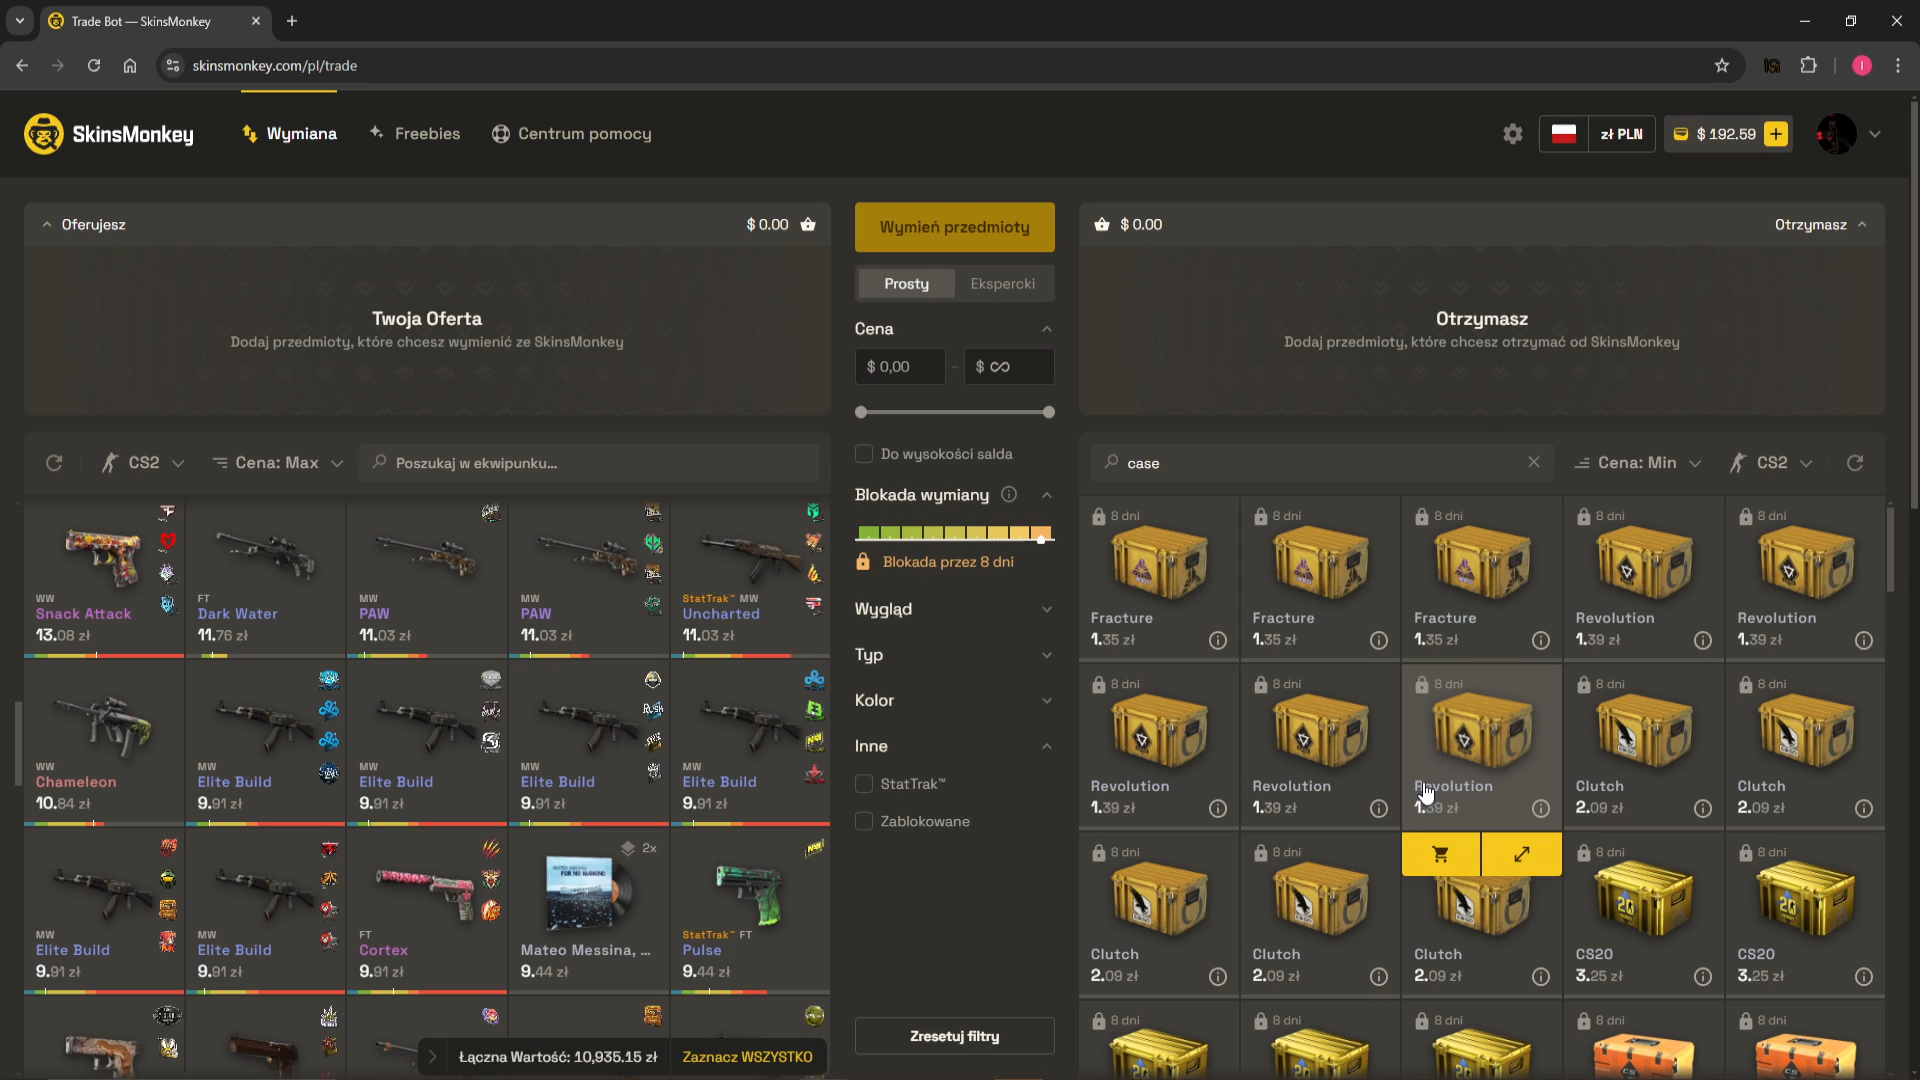 Trade Bot — SkinsMonkey
skinsmonkey.com/pl/trade
SkinsMonkey
Wymiana
Freebies
Centrum pomocy
zł PLN
$ 192.59
Oferujesz
$ 0.00
Twoja Oferta
Dodaj przedmioty, które chcesz wymienić ze SkinsMonkey
Wymień przedmioty
Prosty
Ekspercki
Cena
$ 0,00
–
$ ∞
Do wysokości salda
Blokada wymiany
Blokada przez 8 dni
Wygląd
Typ
Kolor
Inne
StatTrak™
Zablokowane
Zresetuj filtry
$ 0.00
Otrzymasz
Otrzymasz
Dodaj przedmioty, które chcesz otrzymać od SkinsMonkey
CS2
Cena: Max
Poszukaj w ekwipunku...
WW
Snack Attack
13.08 zł
FT
Dark Water
11.76 zł
MW
PAW
11.03 zł
MW
PAW
11.03 zł
StatTrak™ MW
Uncharted
11.03 zł
WW
Chameleon
10.84 zł
MW
Elite Build
9.91 zł
MW
Elite Build
9.91 zł
MW
Elite Build
9.91 zł
MW
Elite Build
9.91 zł
MW
Elite Build
9.91 zł
MW
Elite Build
9.91 zł
FT
Cortex
9.91 zł
2x
Mateo Messina, ...
9.44 zł
StatTrak™ FT
Pulse
9.44 zł
Łączna Wartość: 10,935.15 zł
Zaznacz WSZYSTKO
case
Cena: Min
CS2
8 dni
Fracture
1.35 zł
8 dni
Fracture
1.35 zł
8 dni
Fracture
1.35 zł
8 dni
Revolution
1.39 zł
8 dni
Revolution
1.39 zł
8 dni
Revolution
1.39 zł
8 dni
Revolution
1.39 zł
8 dni
Revolution
1.39 zł
8 dni
Clutch
2.09 zł
8 dni
Clutch
2.09 zł
8 dni
Clutch
2.09 zł
8 dni
Clutch
2.09 zł
Clutch
2.09 zł
8 dni
CS20
3.25 zł
8 dni
CS20
3.25 zł
8 dni
8 dni
8 dni
8 dni
8 dni